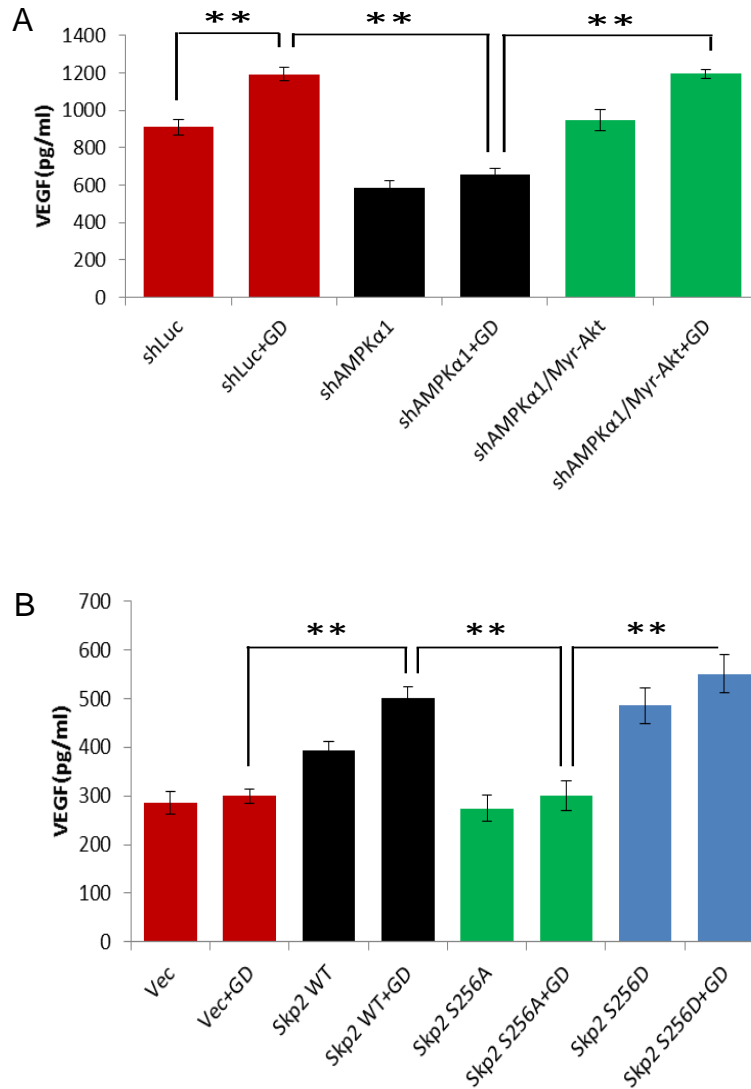 A
** ** **
1400
1200
1000
800
600
400
200
0
VEGF(pg/ml)
shLuc
shLuc+GD
shAMPKα1
shAMPKα1+GD
shAMPKα1/Myr-Akt
shAMPKα1/Myr-Akt+GD
B
** ** **
700
600
500
400
300
200
100
0
VEGF(pg/ml)
Vec
Vec+GD
Skp2 WT
Skp2 WT+GD
Skp2 S256A
Skp2 S256A+GD
Skp2 S256D
Skp2 S256D+GD